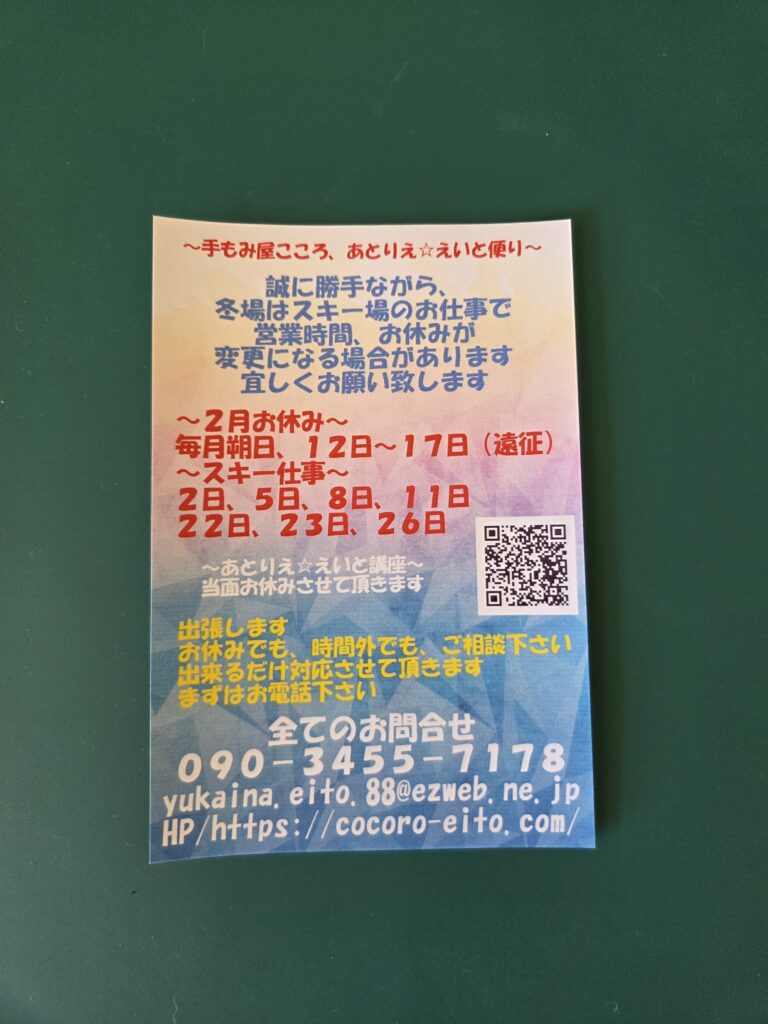 ～手もみ屋こころ、あとりえ☆えいと便り～
誠に勝手ながら、
冬場はスキー場のお仕事で
営業時間、お休みが
変更になる場合があります
宜しくお願い致します
～２月お休み～
毎月朔日、１２日～１７日（遠征）
～スキー仕事～
２日、５日、８日、１１日
２２日、２３日、２６日
～あとりえ☆えいと講座～
当面お休みさせて頂きます
出張します
お休みでも、時間外でも、ご相談下さい
出来るだけ対応させて頂きます
まずはお電話下さい
全てのお問合せ
０９０－３４５５－７１７８
yukaina.eito.88@ezweb.ne.jp
HP/https://cocoro-eito.com/